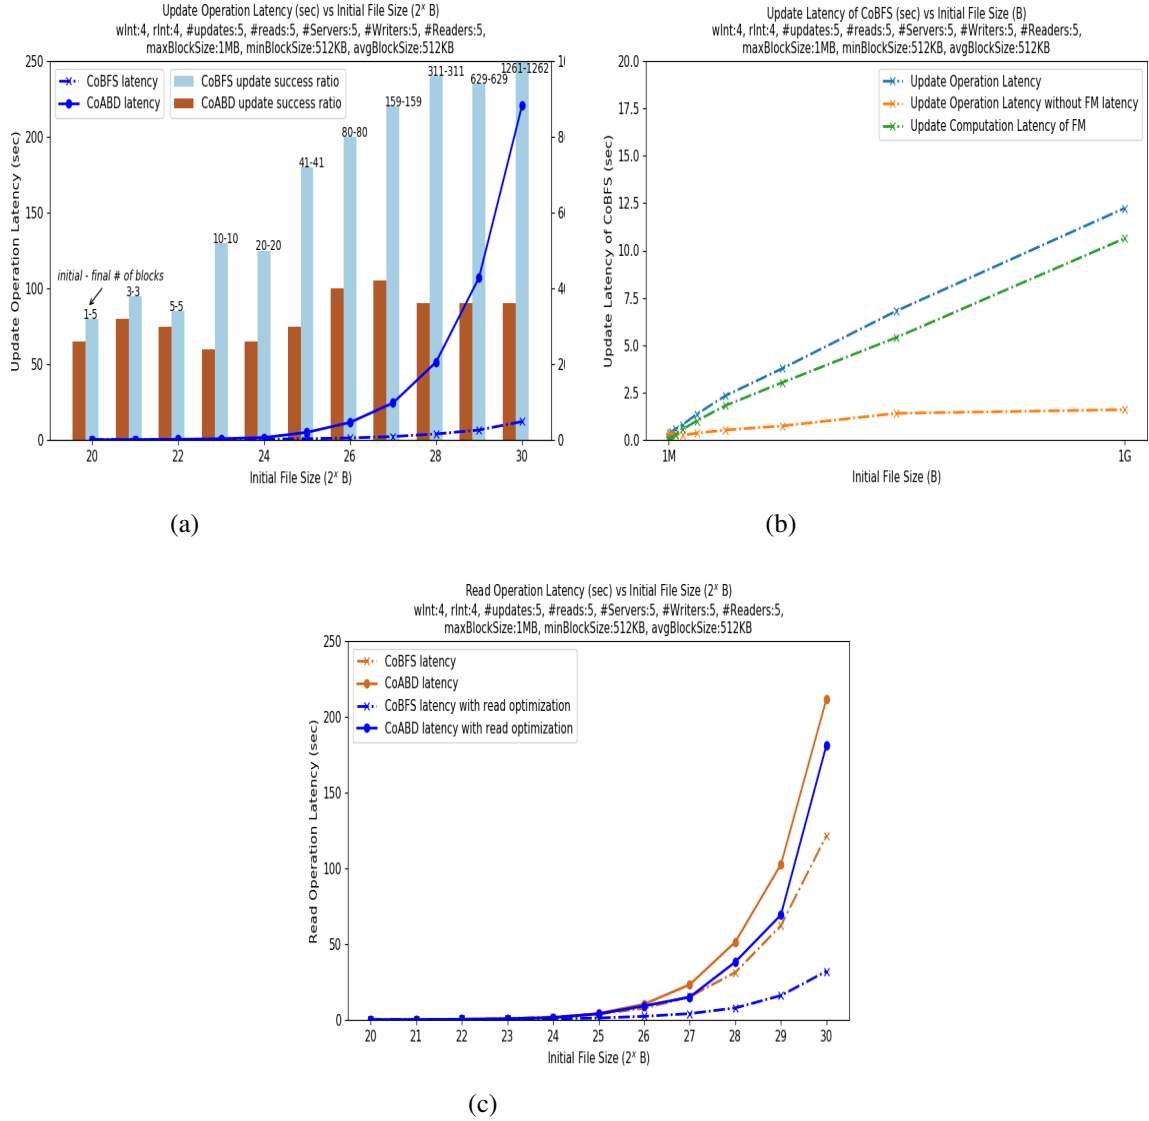 Update Operation Latency (sec) vs Initial File Size (2ˣ B)
wInt:4, rInt:4, #updates:5, #reads:5, #Servers:5, #Writers:5, #Readers:5,
maxBlockSize:1MB, minBlockSize:512KB, avgBlockSize:512KB
CoBFS latency
CoABD latency
CoBFS update success ratio
CoABD update success ratio
Update Operation Latency (sec)
250
200
150
100
50
0
8
6
4
2
0
initial - final # of blocks
1-5
3-3
5-5
10-10
20-20
41-41
80-80
159-159
311-311
629-629
1261-1262
20
22
24
26
28
30
Initial File Size (2ˣ B)
(a)
Update Latency of CoBFS (sec) vs Initial File Size (B)
wInt:4, rInt:4, #updates:5, #reads:5, #Servers:5, #Writers:5, #Readers:5,
maxBlockSize:1MB, minBlockSize:512KB, avgBlockSize:512KB
Update Operation Latency
Update Operation Latency without FM latency
Update Computation Latency of FM
Update Latency of CoBFS (sec)
20.0
17.5
15.0
12.5
10.0
7.5
5.0
2.5
0.0
1M
1G
Initial File Size (B)
(b)
Read Operation Latency (sec) vs Initial File Size (2ˣ B)
wInt:4, rInt:4, #updates:5, #reads:5, #Servers:5, #Writers:5, #Readers:5,
maxBlockSize:1MB, minBlockSize:512KB, avgBlockSize:512KB
CoBFS latency
CoABD latency
CoBFS latency with read optimization
CoABD latency with read optimization
Read Operation Latency (sec)
250
200
150
100
50
0
20
21
22
23
24
25
26
27
28
29
30
Initial File Size (2ˣ B)
(c)